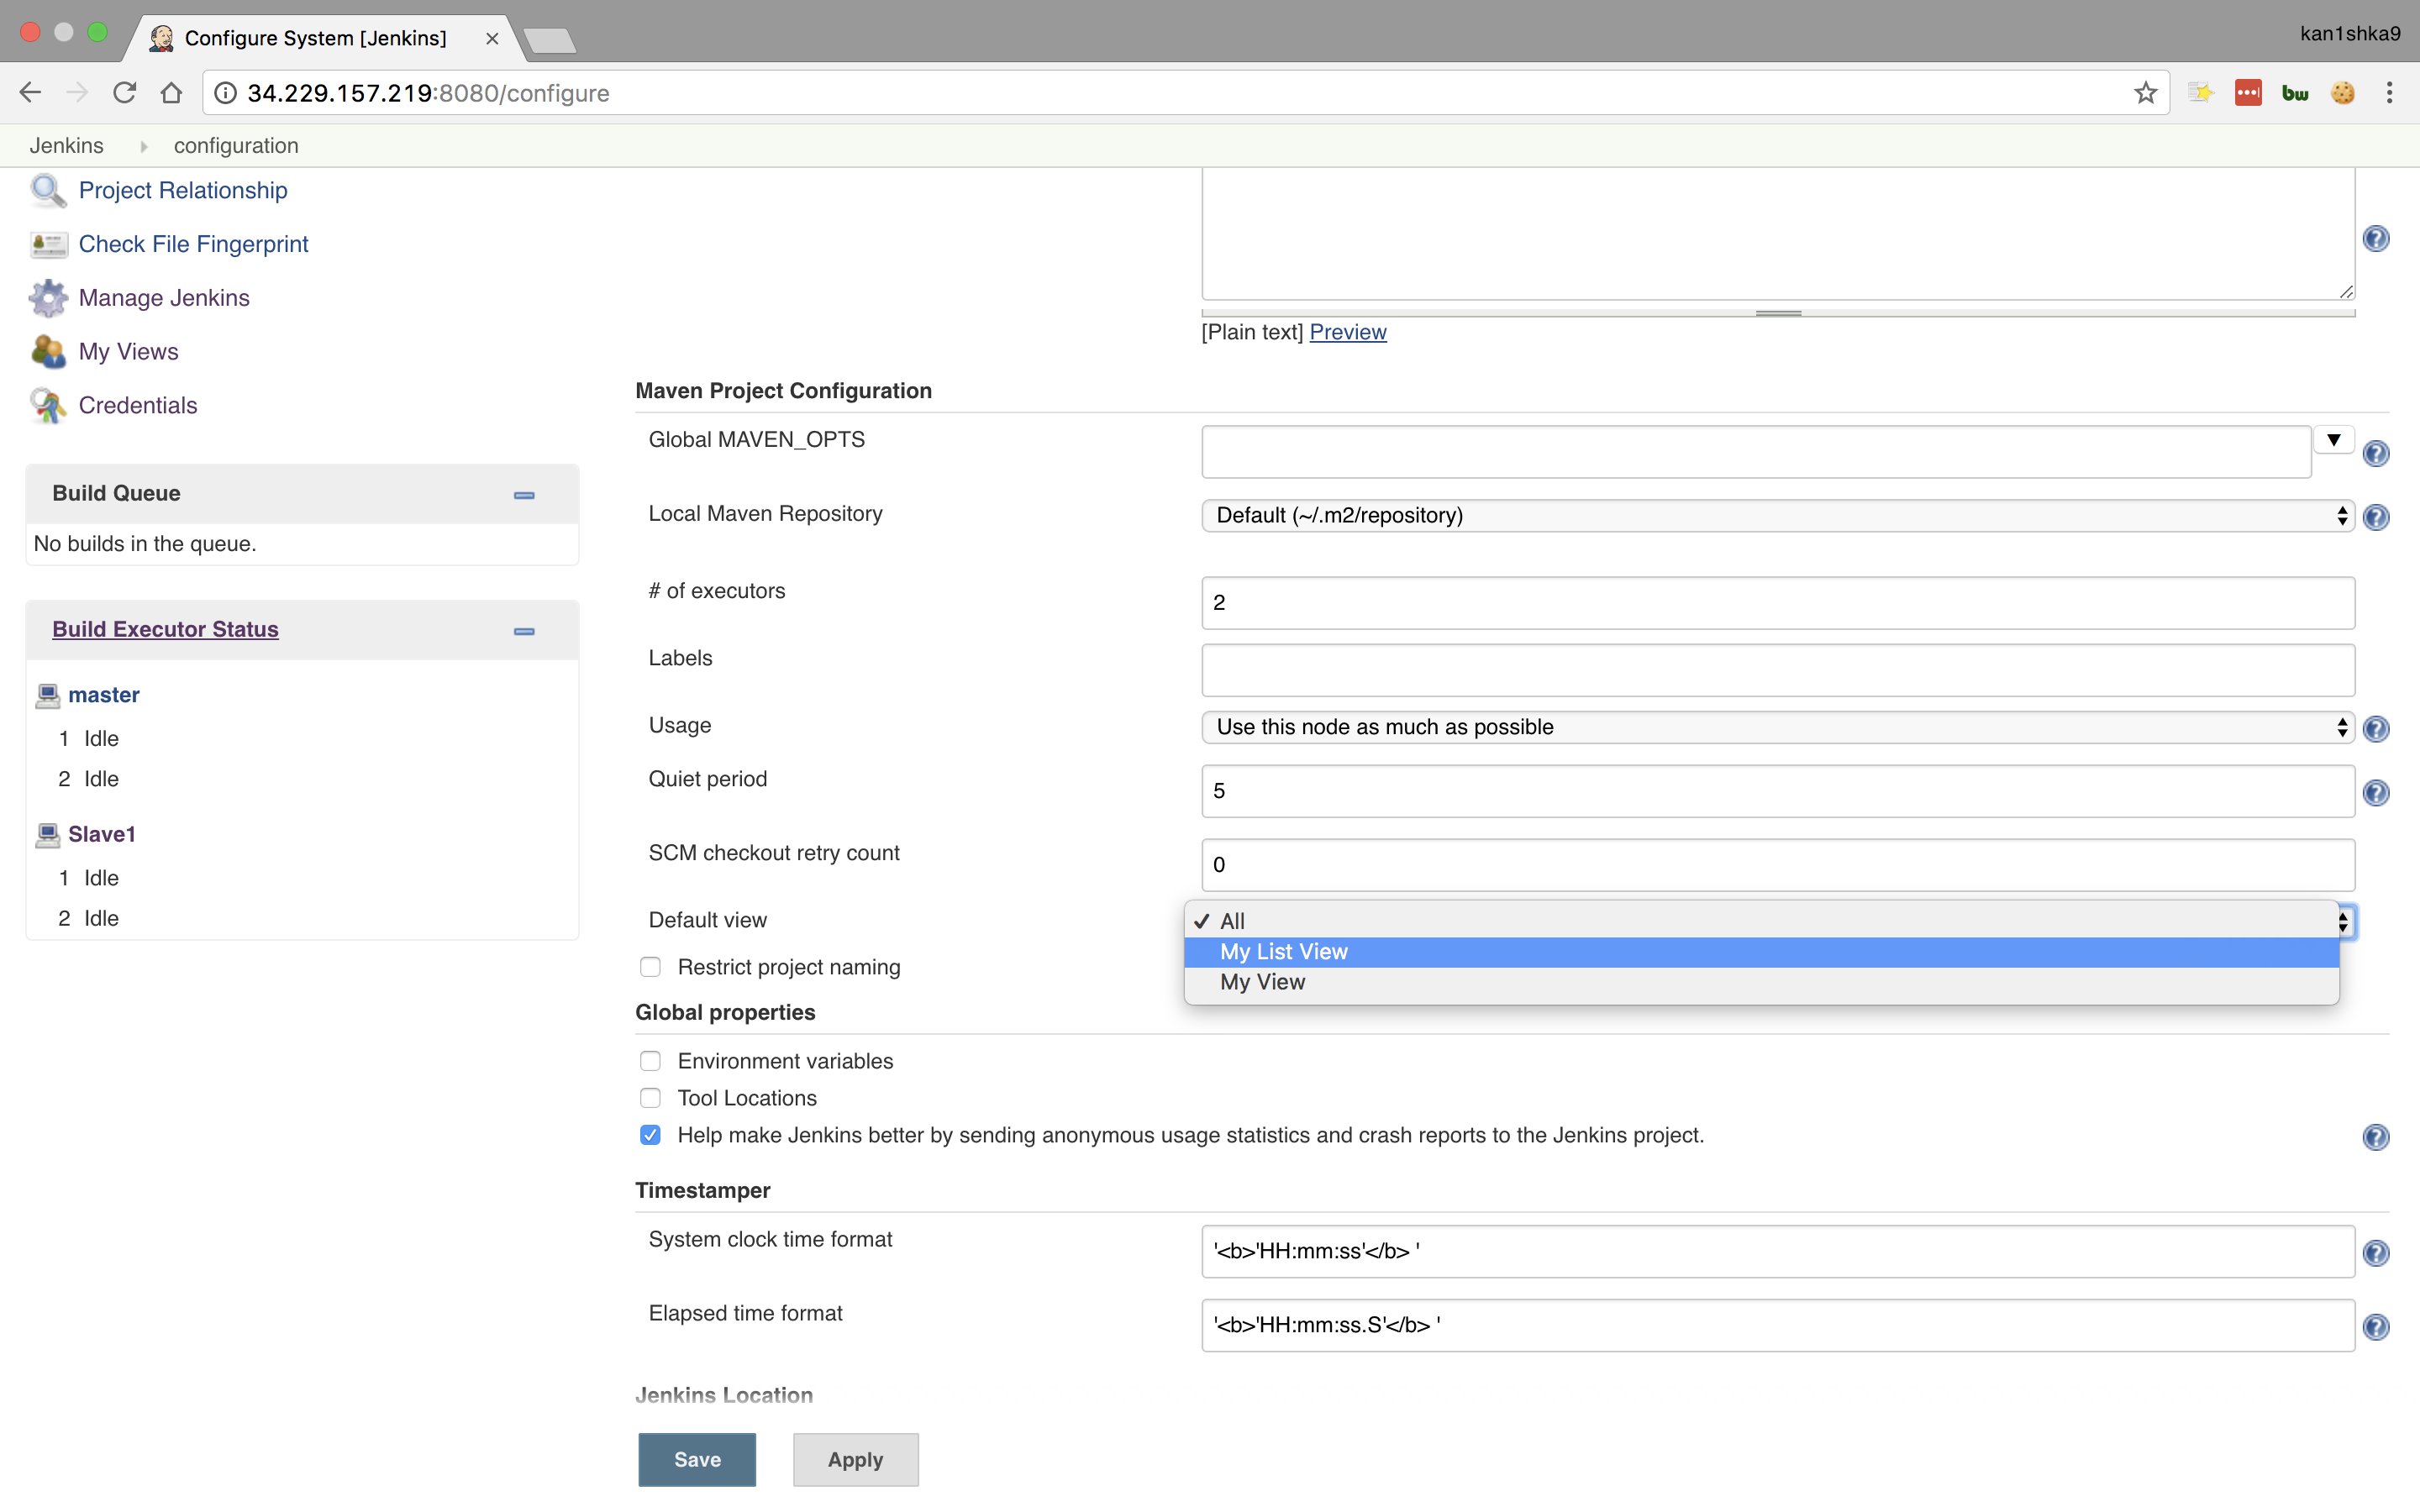 Configure System [Jenkins]
kan1shka9
34.229.157.219:8080/configure
bw
Jenkins
configuration
Project Relationship
Check File Fingerprint
Manage Jenkins
My Views
Credentials
Build Queue
No builds in the queue.
Build Executor Status
master
1 Idle
2 Idle
Slave1
1 Idle
2 Idle
[Plain text] Preview
Maven Project Configuration
Global MAVEN_OPTS
Local Maven Repository
Default (~/.m2/repository)
# of executors
2
Labels
Usage
Use this node as much as possible
Quiet period
5
SCM checkout retry count
0
Default view
All
My List View
My View
Restrict project naming
Global properties
Environment variables
Tool Locations
Help make Jenkins better by sending anonymous usage statistics and crash reports to the Jenkins project.
Timestamper
System clock time format
'<b>'HH:mm:ss'</b> '
Elapsed time format
'<b>'HH:mm:ss.S'</b> '
Jenkins Location
Save
Apply